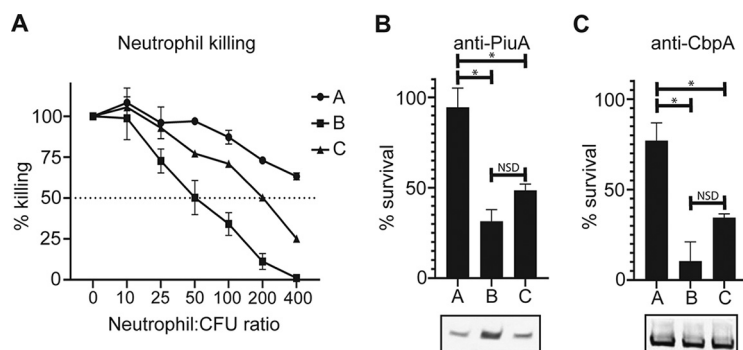 A
Neutrophil killing
% killing
100
75
50
25
0
0 10 25 50 100 200 400
Neutrophil:CFU ratio
A
B
C
B
anti-PiuA
% survival
100
50
0
*
*
NSD
A B C
C
anti-CbpA
% survival
100
50
0
*
*
NSD
A B C